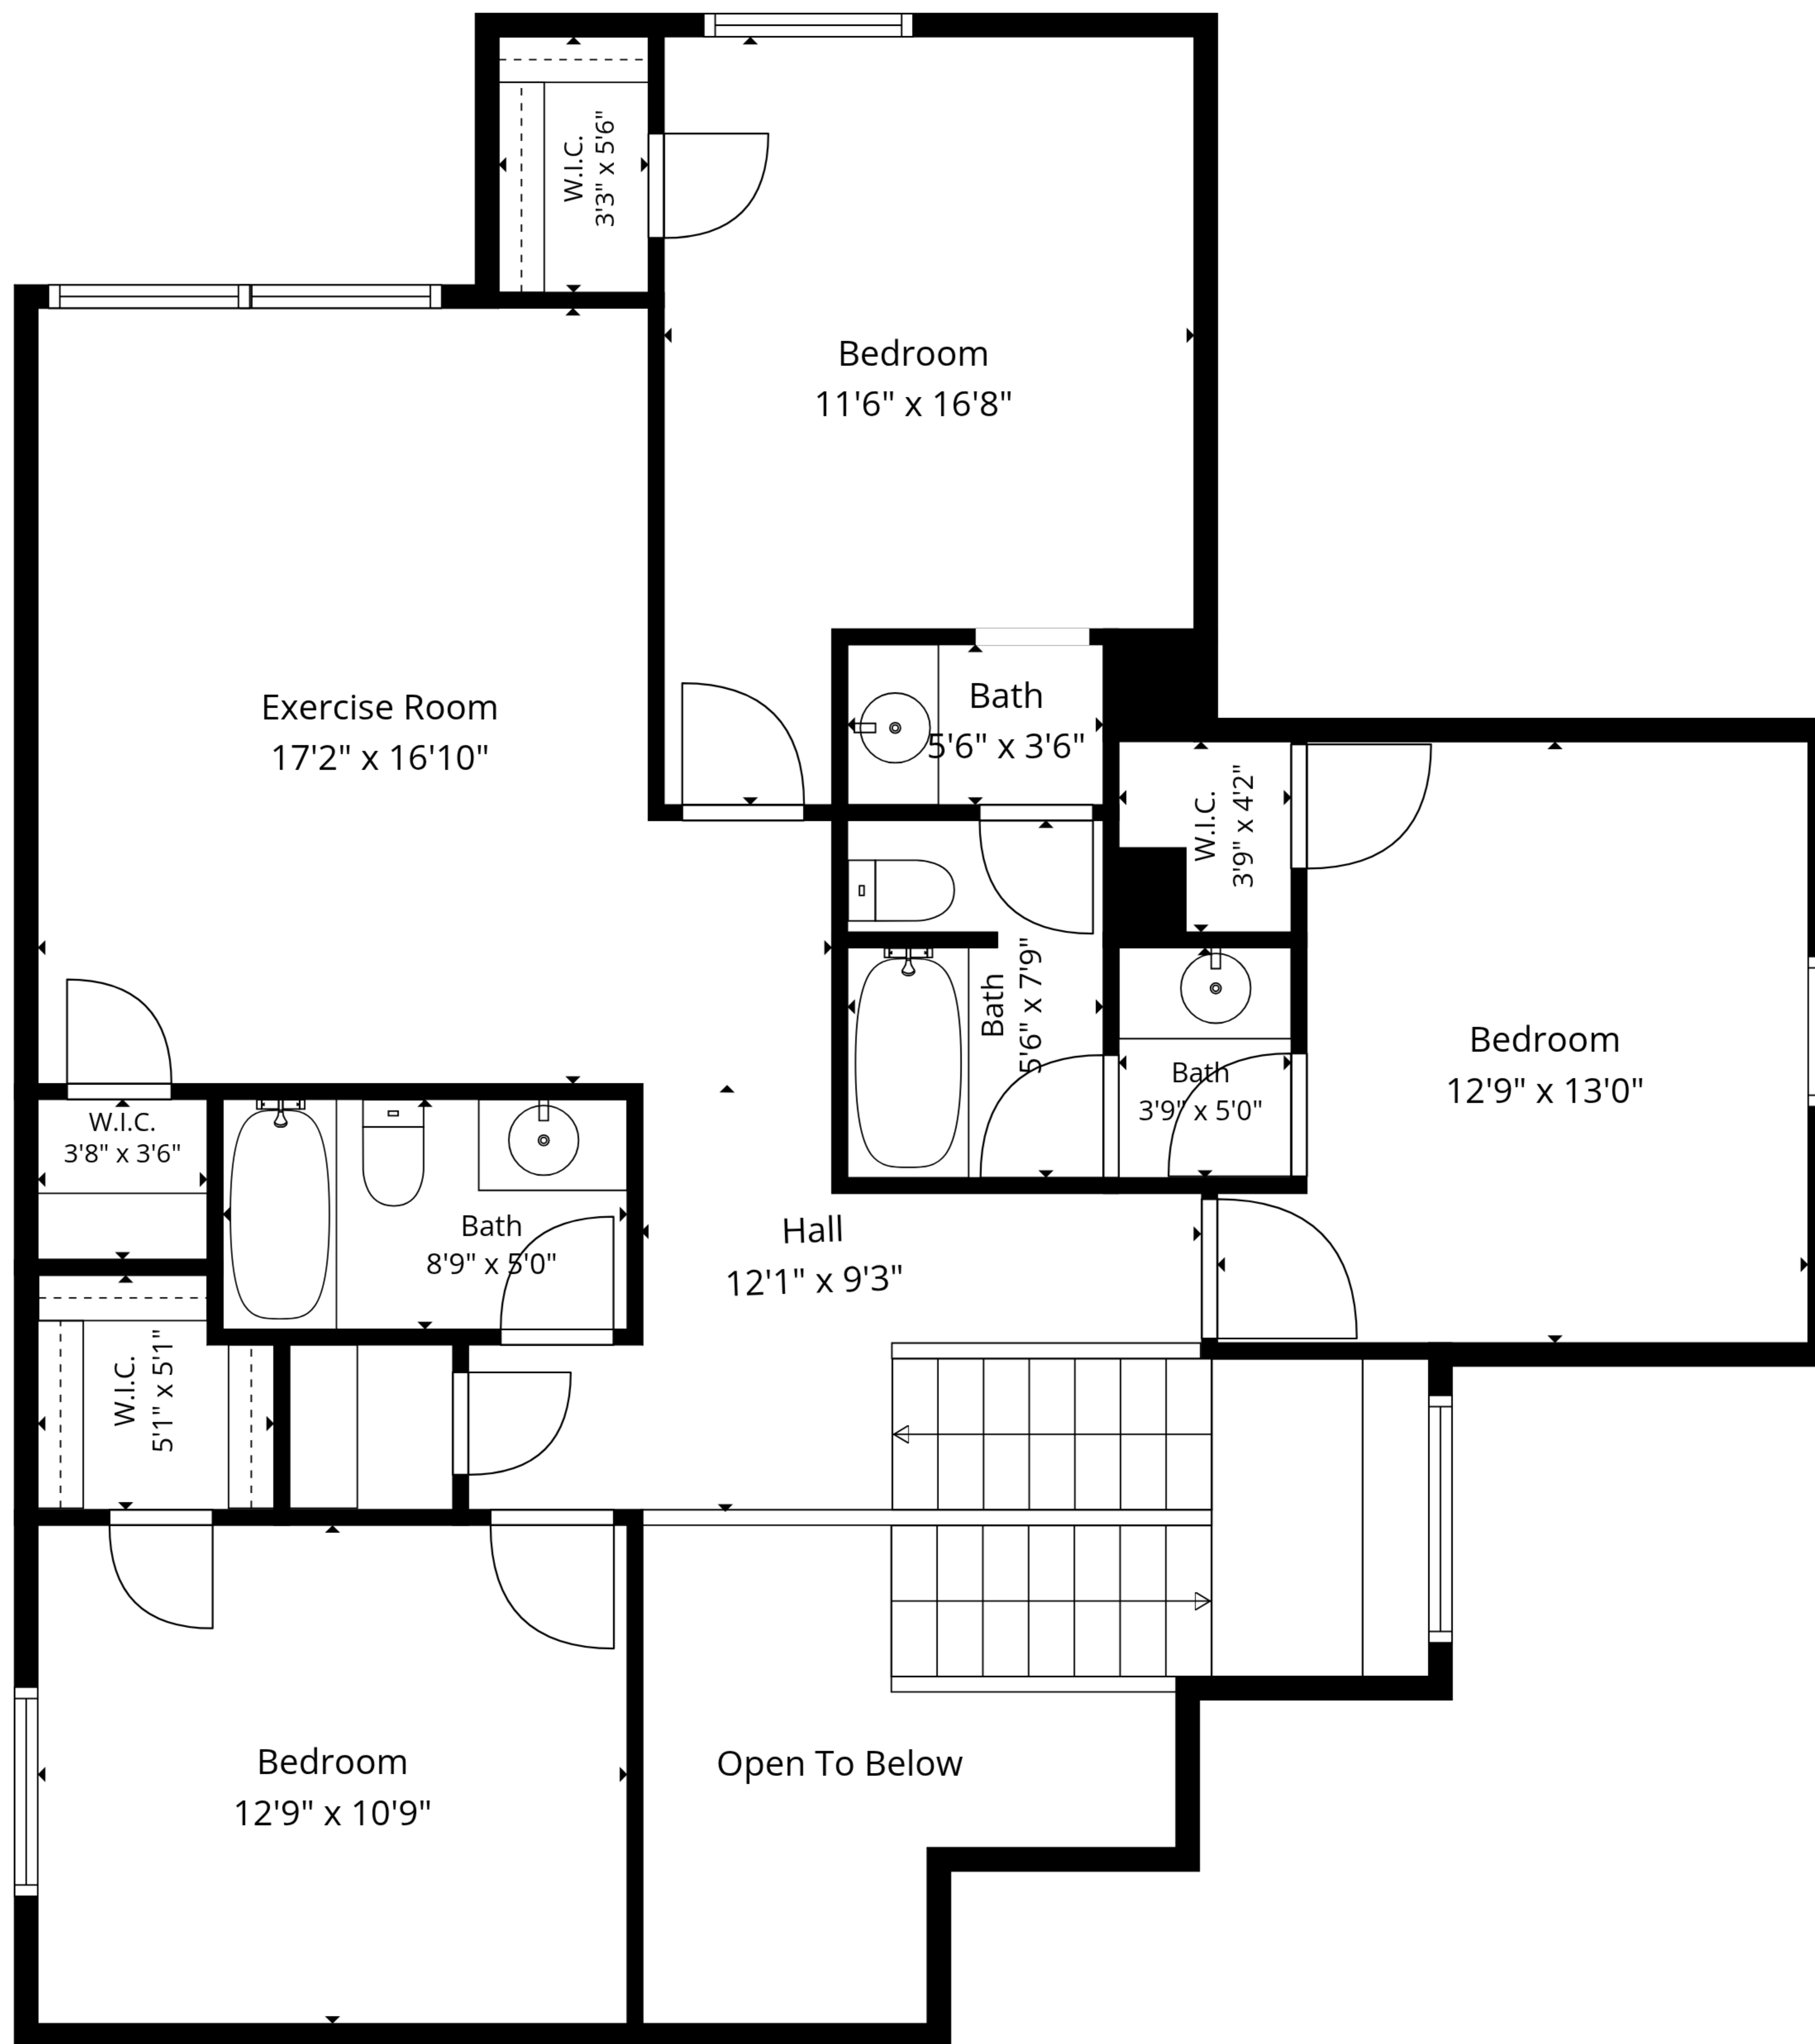 W.I.C.
3'3" x 5'6"
Bedroom
11'6" x 16'8"
Exercise Room
17'2" x 16'10"
Bath
5'6" x 3'6"
W.I.C.
3'9" x 4'2"
Bath
5'6" x 7'9"
Bedroom
12'9" x 13'0"
Bath
3'9" x 5'0"
W.I.C.
3'8" x 3'6"
Bath
8'9" x 5'0"
Hall
12'1" x 9'3"
W.I.C.
5'1" x 5'1"
Bedroom
12'9" x 10'9"
Open To Below